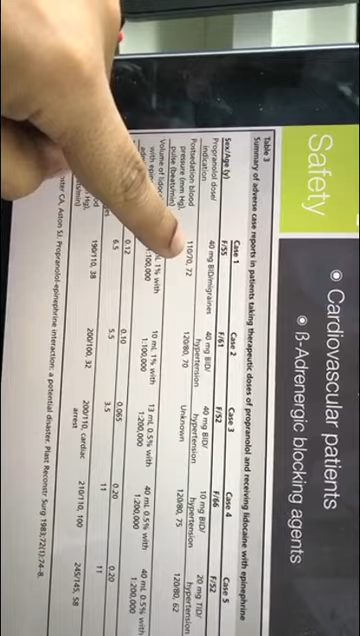 Safety
• Cardiovascular patients
• B-Adrenergic blocking agents
Table 3
Summary of adverse case reports in patients taking therapeutic doses of propranolol and receiving lidocaine with epinephrine
Case 1 Case 2 Case 3 Case 4 Case 5
Sex/Age (y) F/55 F/61 F/52 F/66 F/52
Propranolol dose/ 40 mg BID/migraines 40 mg BID/ 40 mg BID/ 10 mg BID/ 20 mg TID/
indication hypertension hypertension hypertension hypertension
Postsedation blood 110/70, 72 120/80, 70 Unknown 120/80, 75 120/80, 62
pressure (mm Hg),
pulse (beats/min)
Volume of 1% with 10 mL 1% with 13 mL 0.5% with 40 mL 0.5% with 40 mL 0.5% with
with 1:100,000 1:200,000 1:200,000 1:200,000
0.12 0.10 0.065 0.20 0.20
6.5 5.5 3.5 11 11
190/110, 38 200/100, 32 200/110, cardiac 210/110, 100 245/145, 58
arrest
CA, Aston SJ. Propranolol-epinephrine interaction: a potential disaster. Plast Reconstr Surg 1983;72(1):74-8.